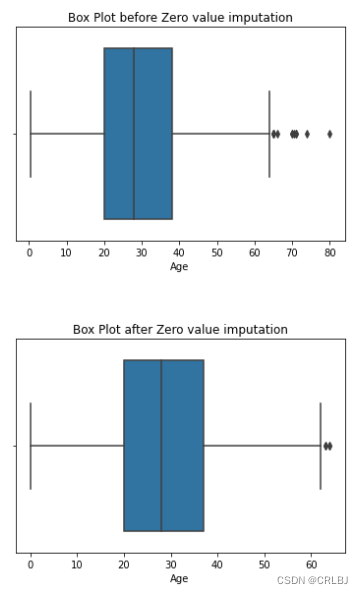 Box Plot before Zero value imputation
0 10 20 30 40 50 60 70 80
Age
Box Plot after Zero value imputation
0 10 20 30 40 50 60
Age
CSDN @CRLBJ